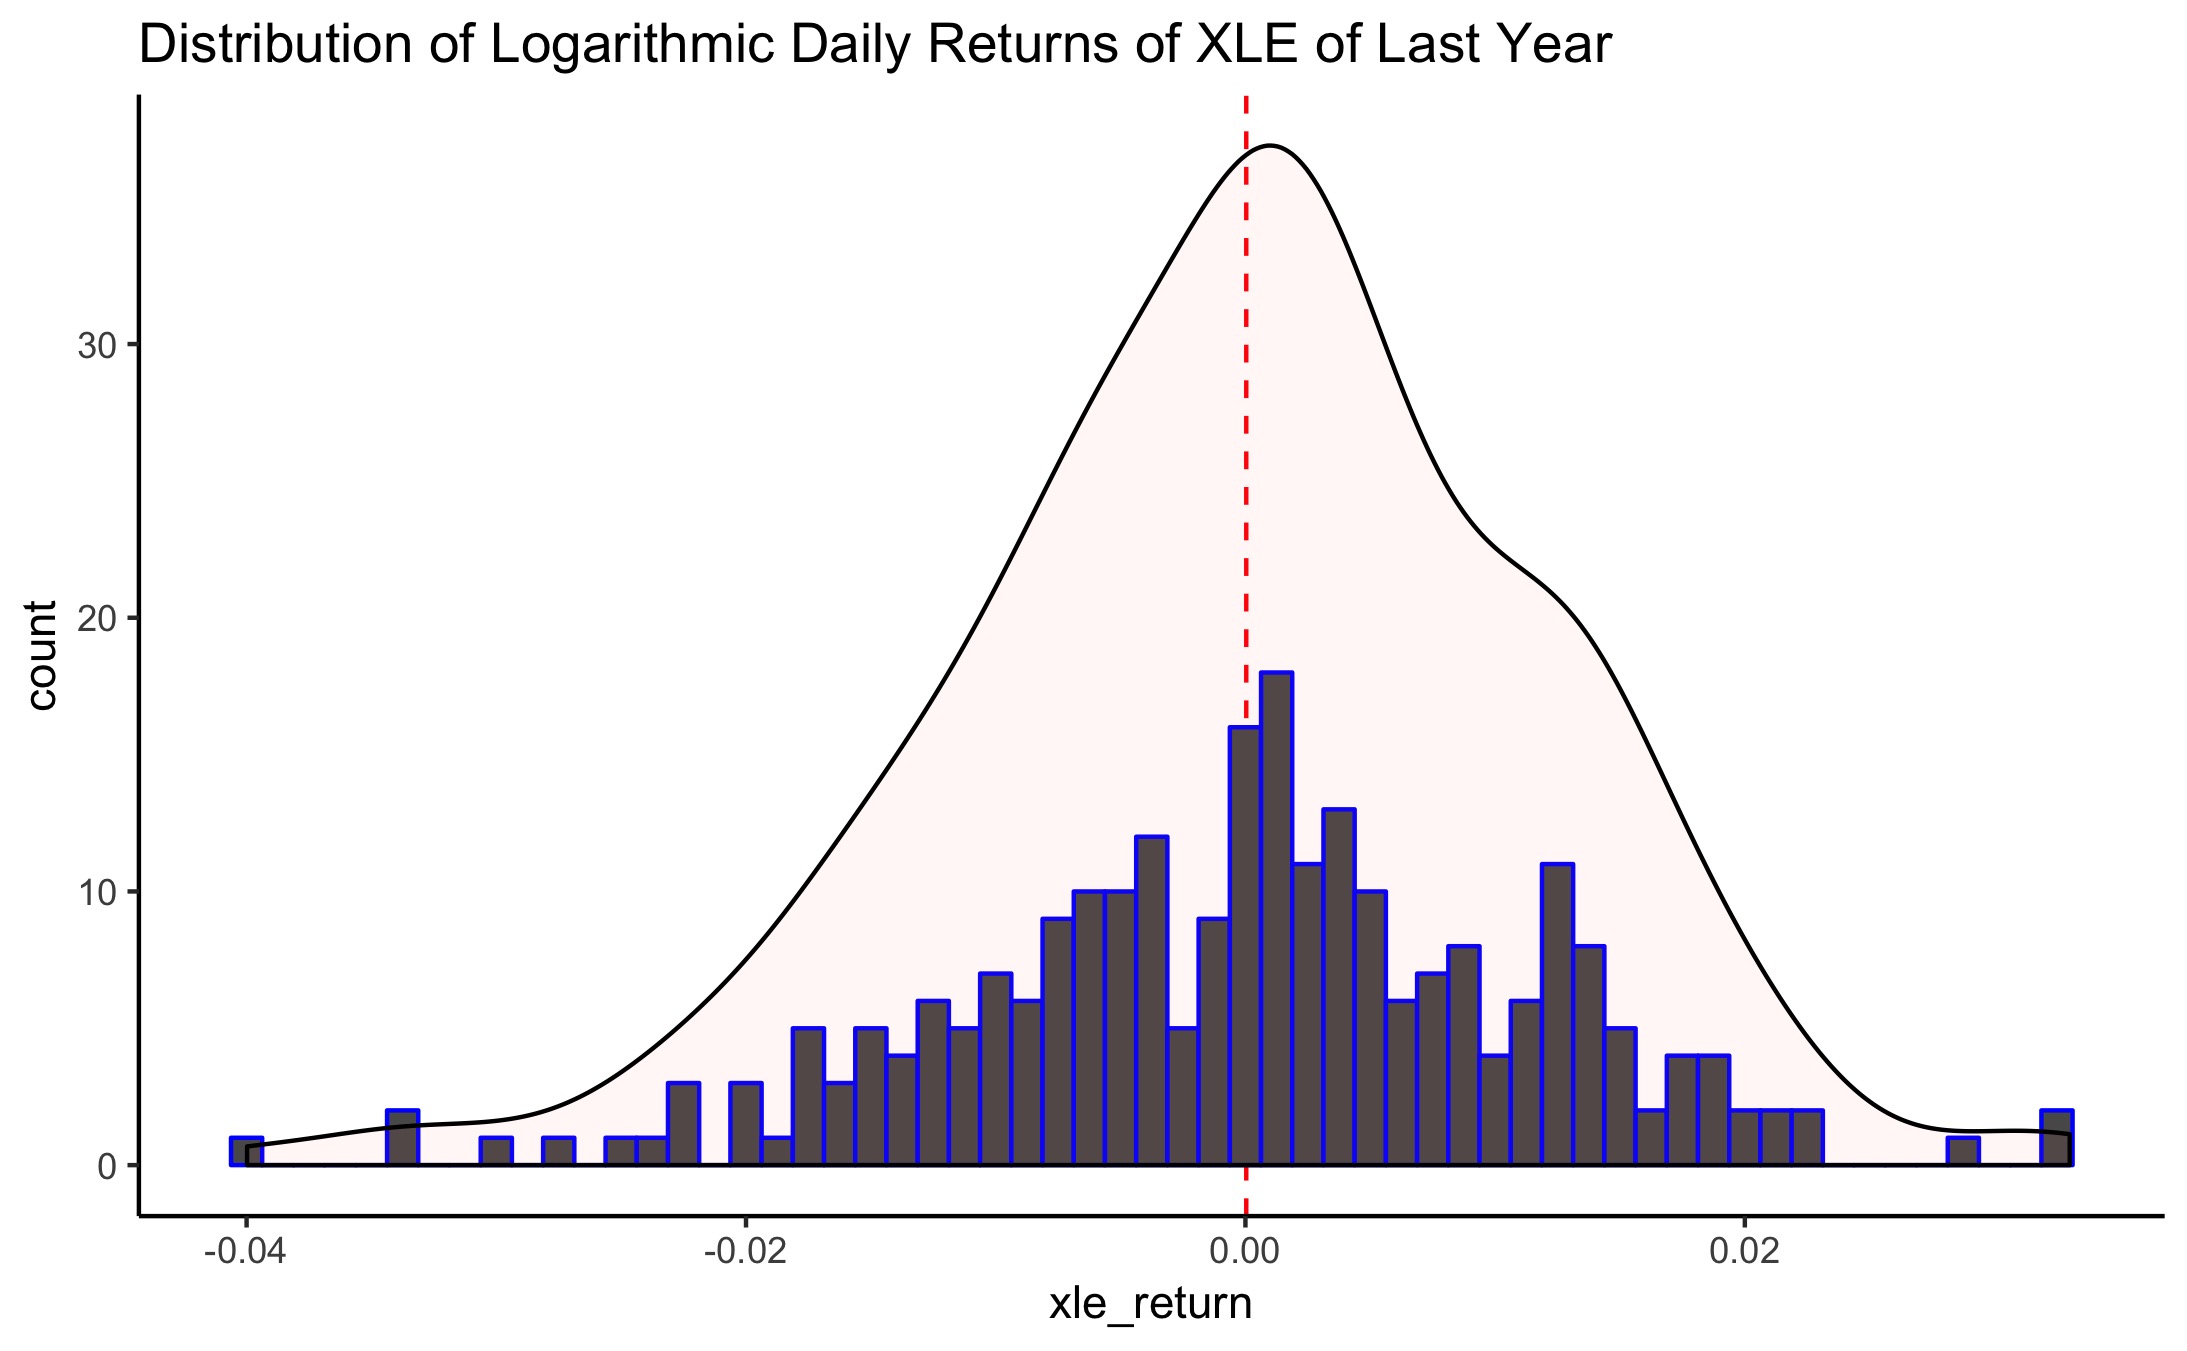 Distribution of Logarithmic Daily Returns of XLE of Last Year
count
30
20
10
0
-0.04
-0.02
0.00
0.02
xle_return